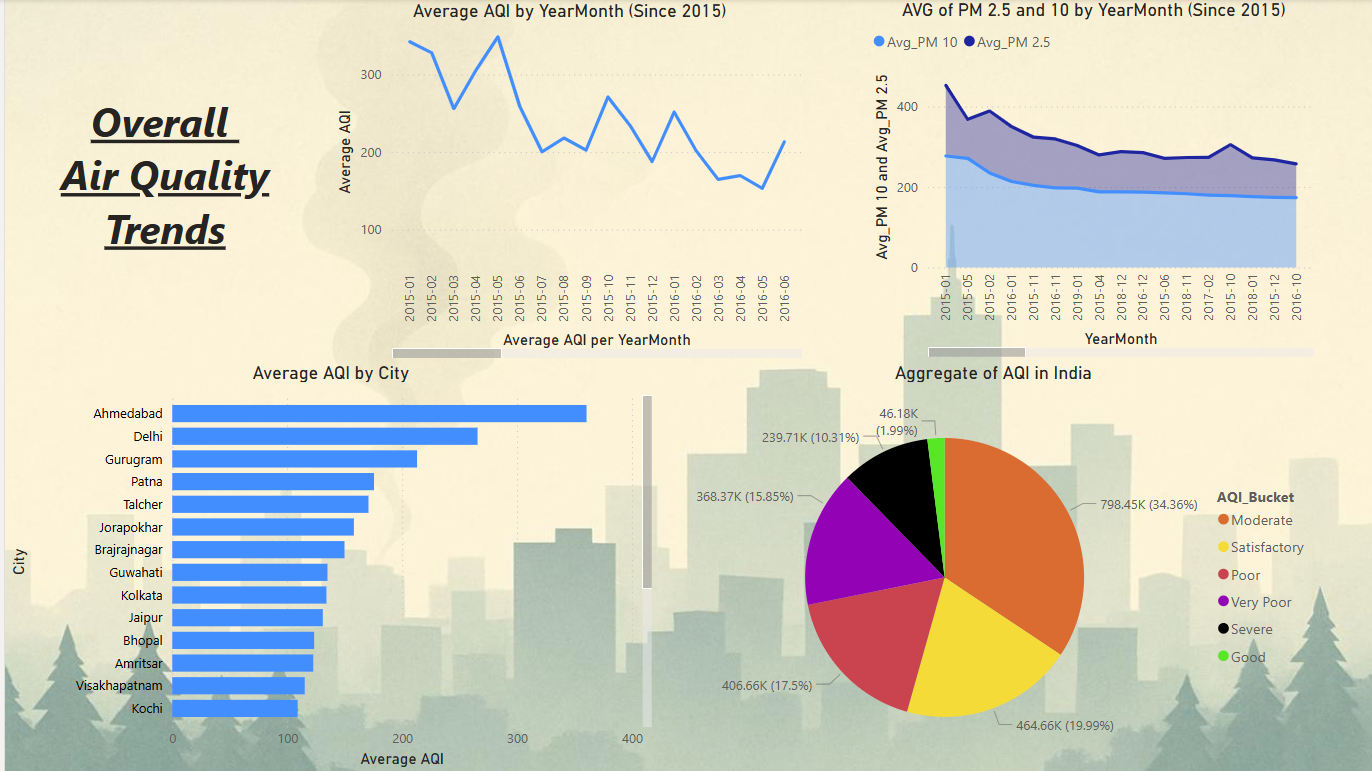 Overall
Air Quality
Trends
Average AQI by YearMonth (Since 2015)
Average AQI
300
200
100
2015-01
2015-02
2015-03
2015-04
2015-05
2015-06
2015-07
2015-08
2015-09
2015-10
2015-11
2015-12
2016-01
2016-02
2016-03
2016-04
2016-05
2016-06
Average AQI per YearMonth
AVG of PM 2.5 and 10 by YearMonth (Since 2015)
Avg_PM 10 Avg_PM 2.5
Avg_PM 10 and Avg_PM 2.5
400
200
0
2015-01
2015-05
2015-02
2016-01
2015-11
2016-11
2019-01
2015-04
2018-12
2016-12
2015-06
2018-11
2017-02
2015-10
2018-01
2015-12
2016-10
YearMonth
Average AQI by City
City
Ahmedabad
Delhi
Gurugram
Patna
Talcher
Jorapokhar
Brajrajnagar
Guwahati
Kolkata
Jaipur
Bhopal
Amritsar
Visakhapatnam
Kochi
0 100 200 300 400
Average AQI
Aggregate of AQI in India
46.18K
(1.99%)
239.71K (10.31%)
368.37K (15.85%)
798.45K (34.36%)
406.66K (17.5%)
464.66K (19.99%)
AQI_Bucket
Moderate
Satisfactory
Poor
Very Poor
Severe
Good